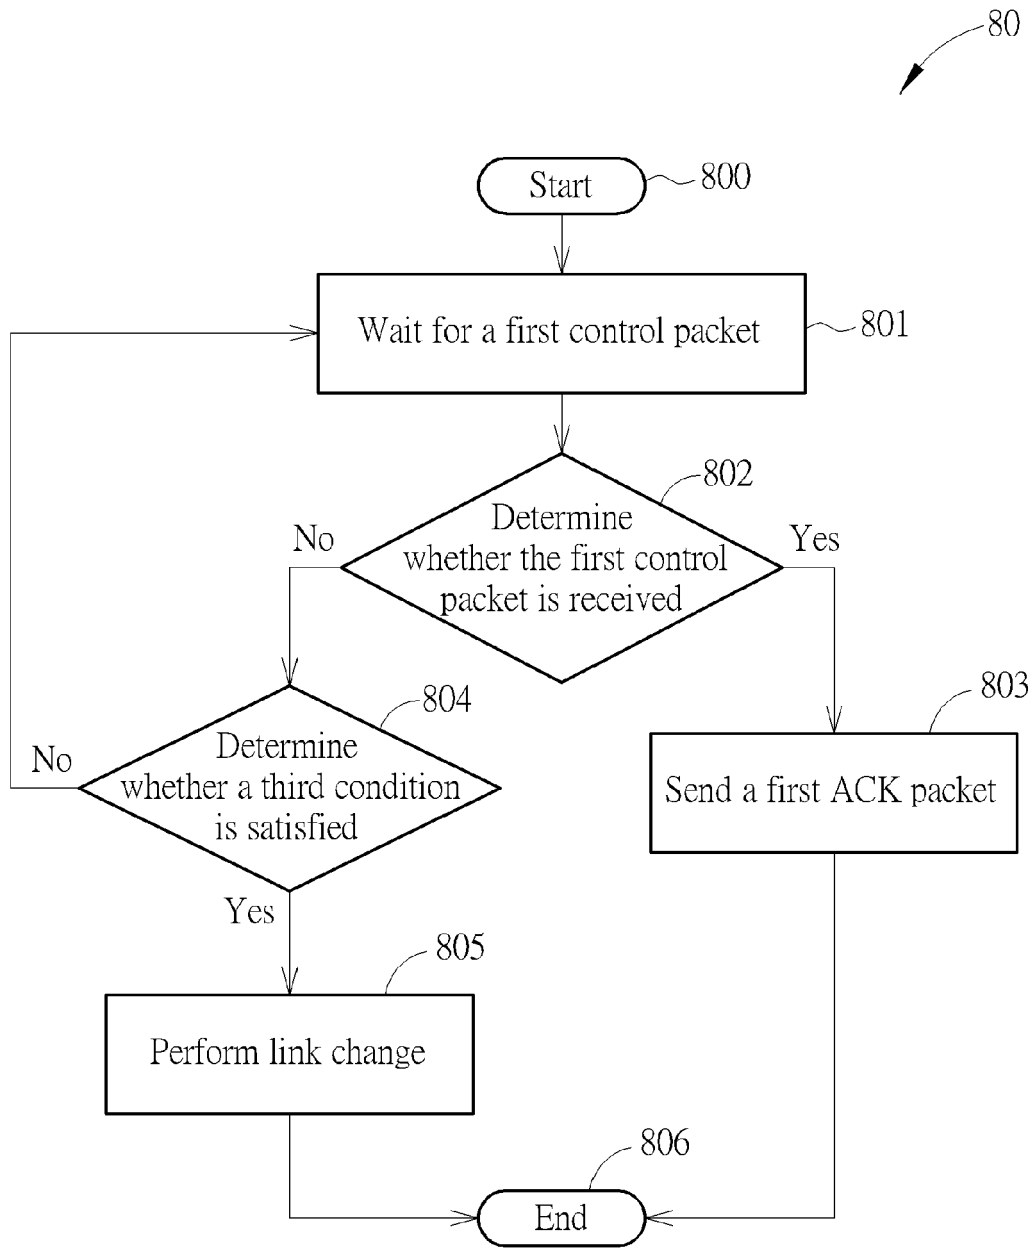 80
Start
800
Wait for a first control packet
801
802
Determine
whether the first control
packet is received
No
Yes
804
803
Determine
whether a third condition
is satisfied
No
Send a first ACK packet
Yes
805
Perform link change
806
End